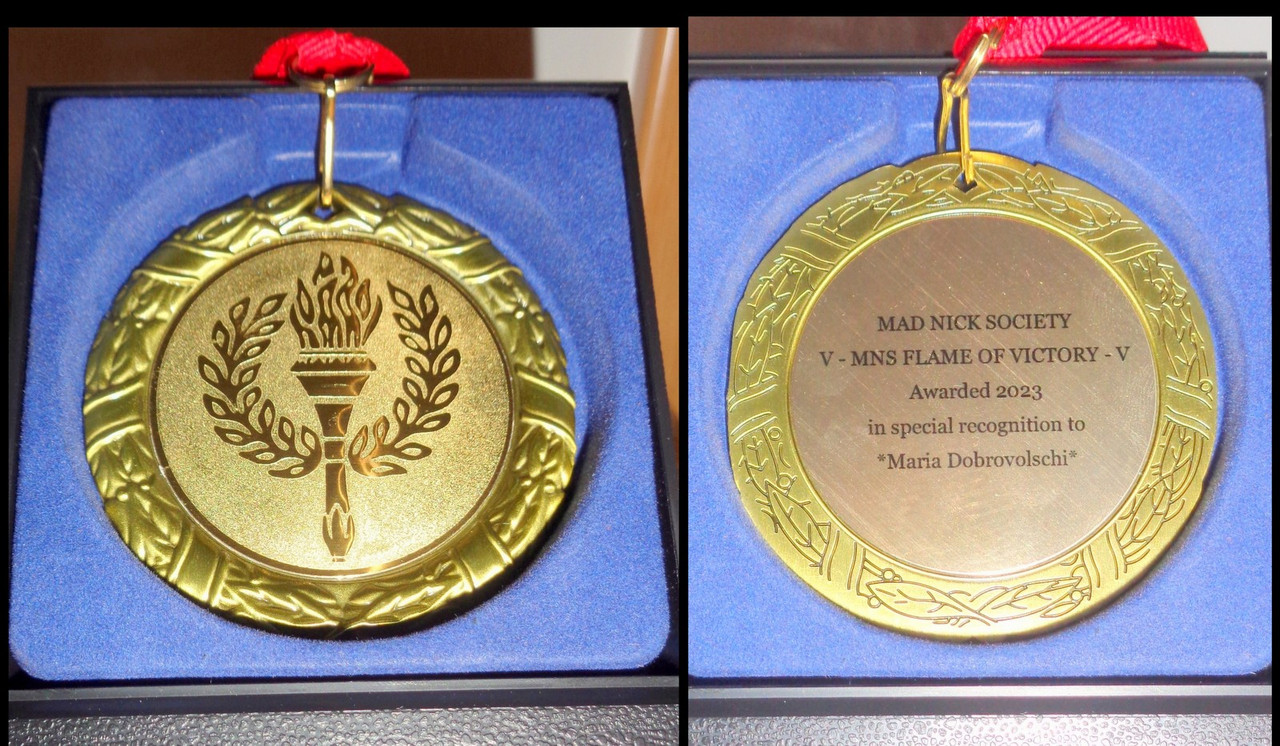 MAD NICK SOCIETY
V - MNS FLAME OF VICTORY - V
Awarded 2023
in special recognition to
*Maria Dobrovolschi*